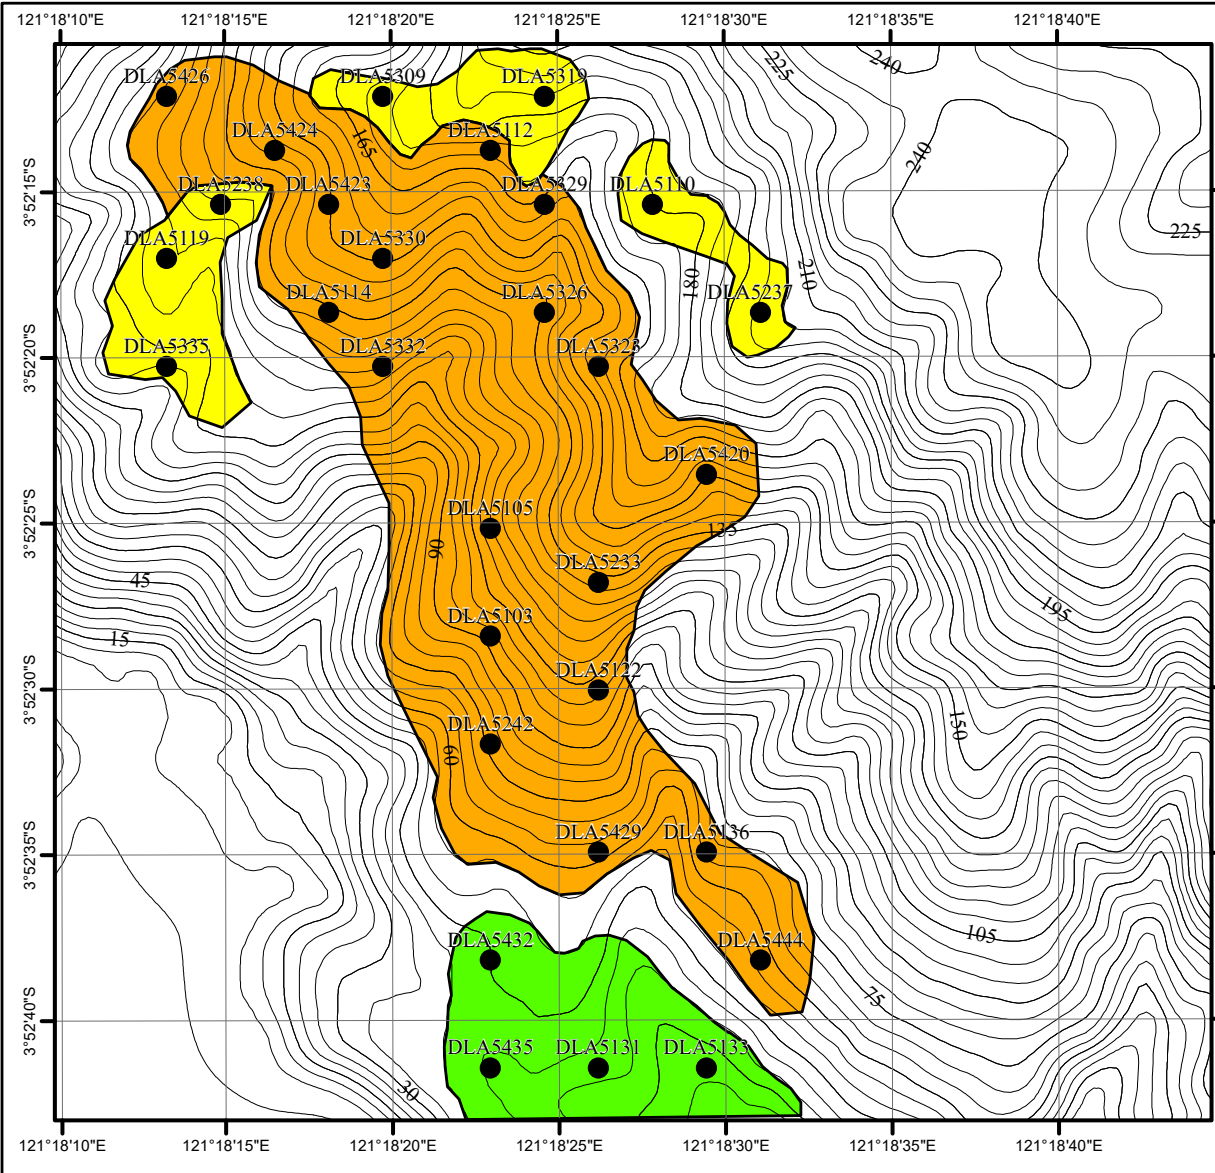 121°18'10"E 121°18'15"E 121°18'20"E 121°18'25"E 121°18'30"E 121°18'35"E 121°18'40"E
225
240
DLA5426 DLA5309 DLA5319
DLA5424 165 DLA5112
240
3°52'15"S DLA5238 DLA5423 DLA5329 DLA5110
225
DLA5119 DLA5330
180 210
DLA5114 DLA5326 DLA5237
3°52'20"S DLA5335 DLA5332 DLA5323
DLA5420
3°52'25"S DLA5105 135
90
DLA5233
45
195
15 DLA5103
3°52'30"S DLA5122
DLA5242 150
60
3°52'35"S DLA5429 DLA5136
105
DLA5432 DLA5444
75
3°52'40"S
DLA5435 DLA5131 DLA5133
30
121°18'10"E 121°18'15"E 121°18'20"E 121°18'25"E 121°18'30"E 121°18'35"E 121°18'40"E